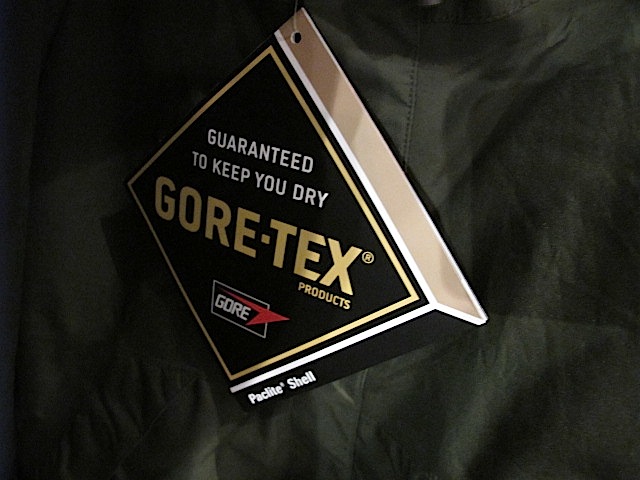 GUARANTEED
TO KEEP YOU DRY
GORE-TEX®
PRODUCTS
GORE
Paclite® Shell